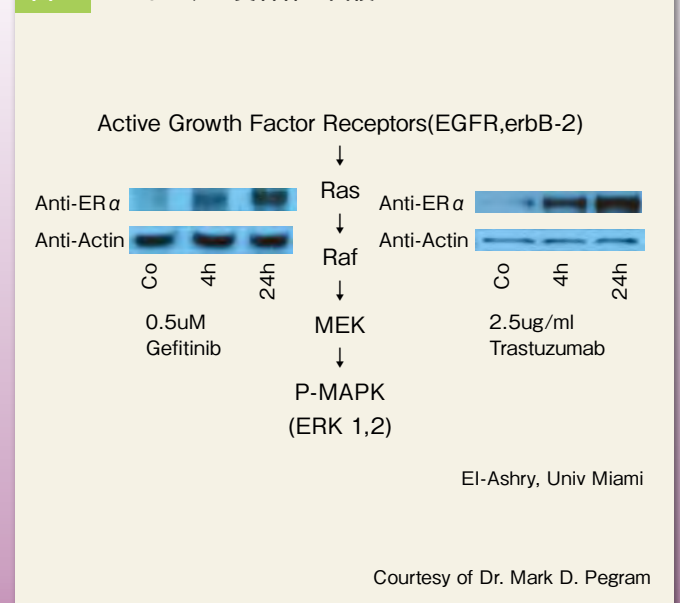 Active Growth Factor Receptors(EGFR,erbB-2)
↓
Ras
↓
Raf
↓
MEK
↓
P-MAPK
(ERK 1,2)
Anti-ERα
Anti-Actin
Co 4h 24h
0.5uM
Gefitinib
Anti-ERα
Anti-Actin
Co 4h 24h
2.5ug/ml
Trastuzumab
El-Ashry, Univ Miami
Courtesy of Dr. Mark D. Pegram